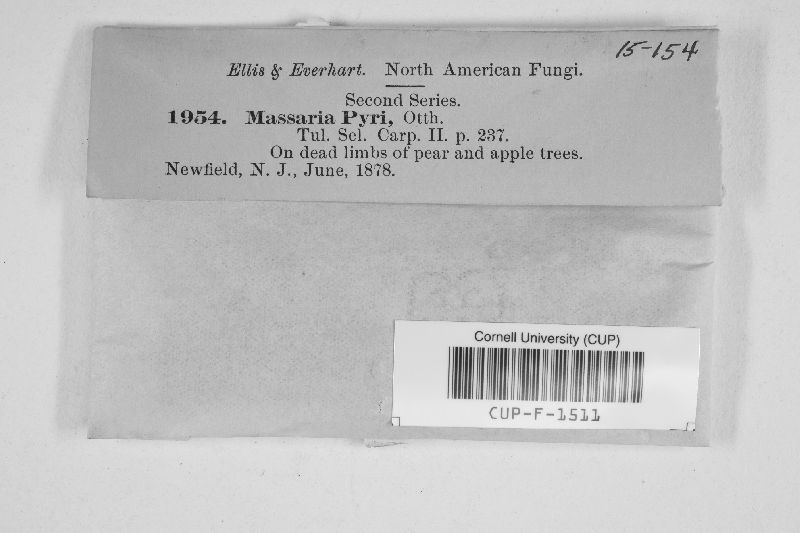 15-154
Ellis & Everhart. North American Fungi.
Second Series.
1954. Massaria Pyri, Otth.
Tul. Sel. Carp. II. p. 237.
On dead limbs of pear and apple trees.
Newfield, N. J., June, 1878.
Cornell University (CUP)
CUP-F-1511